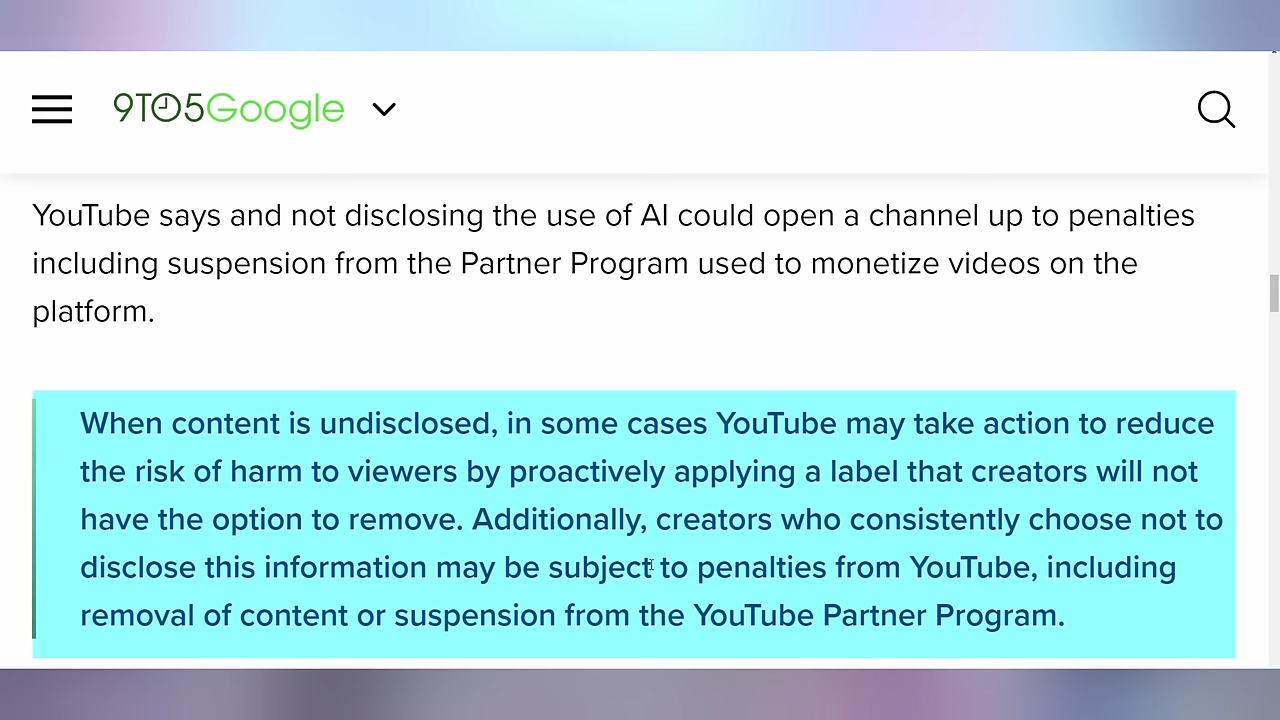 9TO5Google
YouTube says and not disclosing the use of AI could open a channel up to penalties
including suspension from the Partner Program used to monetize videos on the
platform.
When content is undisclosed, in some cases YouTube may take action to reduce
the risk of harm to viewers by proactively applying a label that creators will not
have the option to remove. Additionally, creators who consistently choose not to
disclose this information may be subject to penalties from YouTube, including
removal of content or suspension from the YouTube Partner Program.